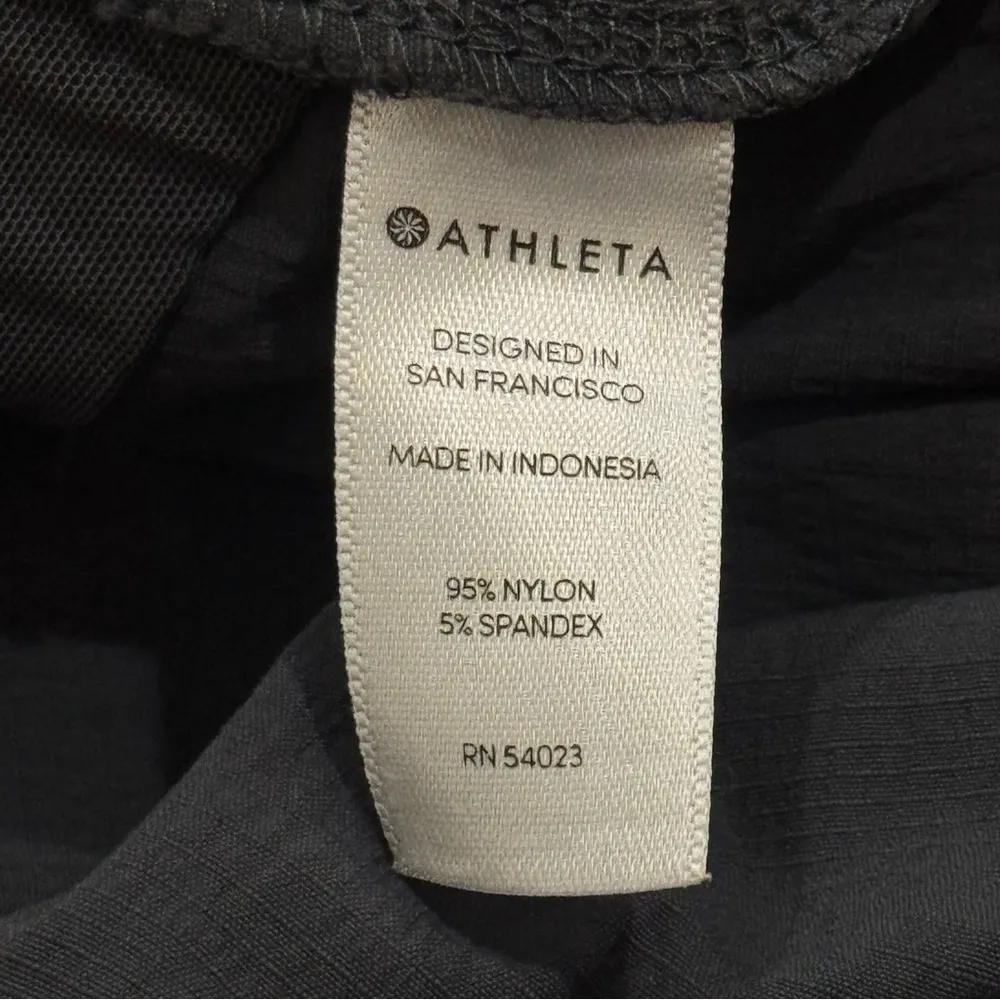 ATHLETA
DESIGNED IN
SAN FRANCISCO
MADE IN INDONESIA
95% NYLON
5% SPANDEX
RN 54023